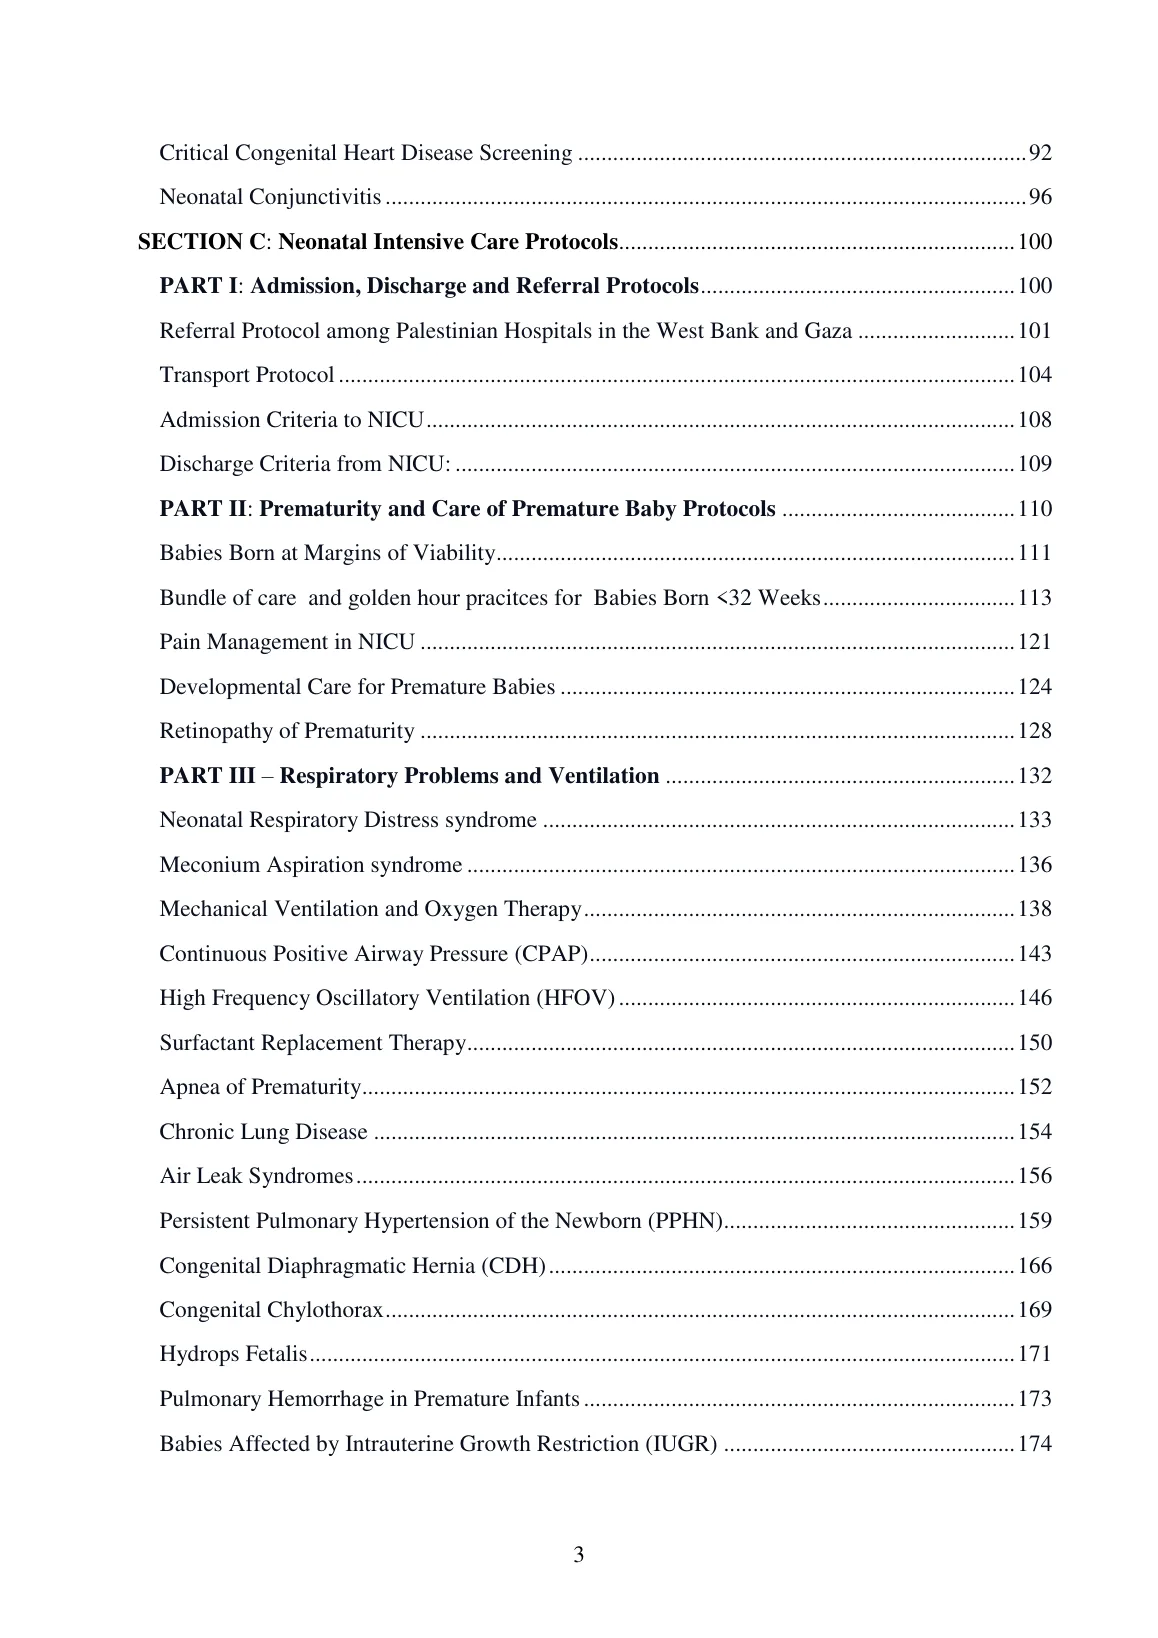 Critical Congenital Heart Disease Screening ............................................................................ 92
Neonatal Conjunctivitis ............................................................................................................. 96
SECTION C: Neonatal Intensive Care Protocols................................................................... 100
PART I: Admission, Discharge and Referral Protocols...................................................... 100
Referral Protocol among Palestinian Hospitals in the West Bank and Gaza ........................... 101
Transport Protocol ................................................................................................................... 104
Admission Criteria to NICU.................................................................................................... 108
Discharge Criteria from NICU: ............................................................................................... 109
PART II: Prematurity and Care of Premature Baby Protocols ........................................ 110
Babies Born at Margins of Viability........................................................................................ 111
Bundle of care  and golden hour pracitces for  Babies Born <32 Weeks................................. 113
Pain Management in NICU ..................................................................................................... 121
Developmental Care for Premature Babies ............................................................................. 124
Retinopathy of Prematurity ..................................................................................................... 128
PART III – Respiratory Problems and Ventilation ............................................................ 132
Neonatal Respiratory Distress syndrome ................................................................................ 133
Meconium Aspiration syndrome ............................................................................................. 136
Mechanical Ventilation and Oxygen Therapy......................................................................... 138
Continuous Positive Airway Pressure (CPAP)........................................................................ 143
High Frequency Oscillatory Ventilation (HFOV) ................................................................... 146
Surfactant Replacement Therapy............................................................................................. 150
Apnea of Prematurity............................................................................................................... 152
Chronic Lung Disease ............................................................................................................. 154
Air Leak Syndromes ................................................................................................................ 156
Persistent Pulmonary Hypertension of the Newborn (PPHN)................................................. 159
Congenital Diaphragmatic Hernia (CDH) ............................................................................... 166
Congenital Chylothorax........................................................................................................... 169
Hydrops Fetalis........................................................................................................................ 171
Pulmonary Hemorrhage in Premature Infants ......................................................................... 173
Babies Affected by Intrauterine Growth Restriction (IUGR) .................................................. 174
3